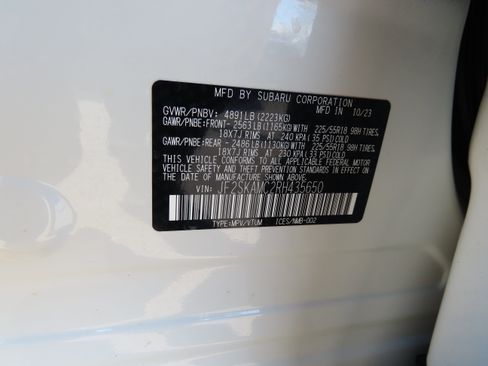 MFD BY SUBARU CORPORATION
MFD IN 10/23
GVWR/PNBV: 4891LB (2223KG)
GAWR/PNBE: FRONT- 2563LB (1165KG) WITH 225/55R18 98H TIRES,
18X7J RIMS AT 240 KPA (35 PSI) COLD
GAWR/PNBE: REAR - 2486LB (1130KG) WITH 225/55R18 98H TIRES,
18X7J RIMS AT 230 KPA (33 PSI) COLD
THIS VEHICLE CONFORMS TO ALL APPLICABLE FEDERAL MOTOR
VEHICLE SAFETY AND THEFT PREVENTION STANDARDS IN EFFECT
ON THE DATE OF MANUFACTURE SHOWN ABOVE.
VIN: JF2SKAMC2RH435650
TYPE: MPV/VTUM ICES/NMB-002